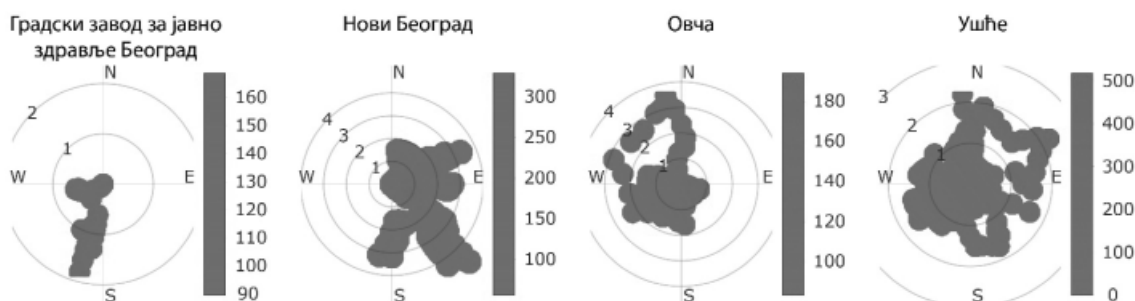 Градски завод за јавно
здравље Београд
N
2
1
W
E
S
160
150
140
130
120
110
100
90
Нови Београд
N
4
3
2
1
W
E
S
300
250
200
150
100
Овча
N
4
3
2
1
W
E
S
180
160
140
120
100
Ушће
N
3
2
1
W
E
S
500
400
300
200
100
0